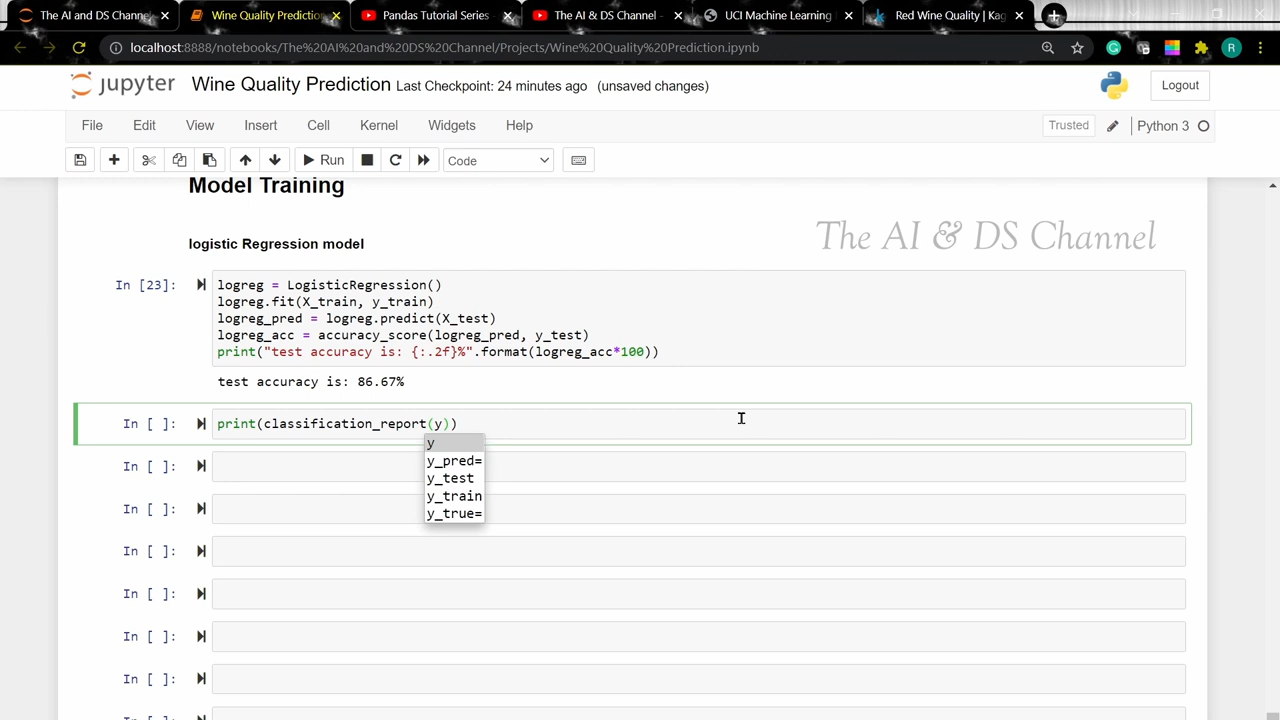 The AI and DS Channel
Wine Quality Prediction
Pandas Tutorial Series -
The AI & DS Channel -
UCI Machine Learning
Red Wine Quality | Kag
localhost:8888/notebooks/The%20AI%20and%20DS%20Channel/Projects/Wine%20Quality%20Prediction.ipynb
R
jupyter Wine Quality Prediction Last Checkpoint: 24 minutes ago (unsaved changes)
Logout
File Edit View Insert Cell Kernel Widgets Help
Trusted
Python 3
Run
Code
Model Training
The AI & DS Channel
logistic Regression model
In [23]:
logreg = LogisticRegression()
logreg.fit(X_train, y_train)
logreg_pred = logreg.predict(X_test)
logreg_acc = accuracy_score(logreg_pred, y_test)
print("test accuracy is: {:.2f}%".format(logreg_acc*100))
test accuracy is: 86.67%
In [ ]: print(classification_report(y))
y
y_pred=
In [ ]:
y_test
y_train
In [ ]:
y_true=
In [ ]:
In [ ]:
In [ ]:
In [ ]: